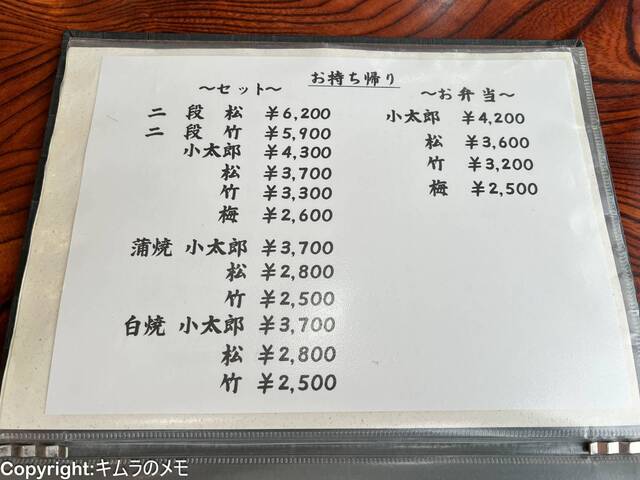 お持ち帰り
～セット～
二段 松 ￥6,200
二段 竹 ￥5,900
小太郎 ￥4,300
松 ￥3,700
竹 ￥3,300
梅 ￥2,600
蒲焼 小太郎 ￥3,700
松 ￥2,800
竹 ￥2,500
白焼 小太郎 ￥3,700
松 ￥2,800
竹 ￥2,500
～お弁当～
小太郎 ￥4,200
松 ￥3,600
竹 ￥3,200
梅 ￥2,500
Copyright:キムラのメモ